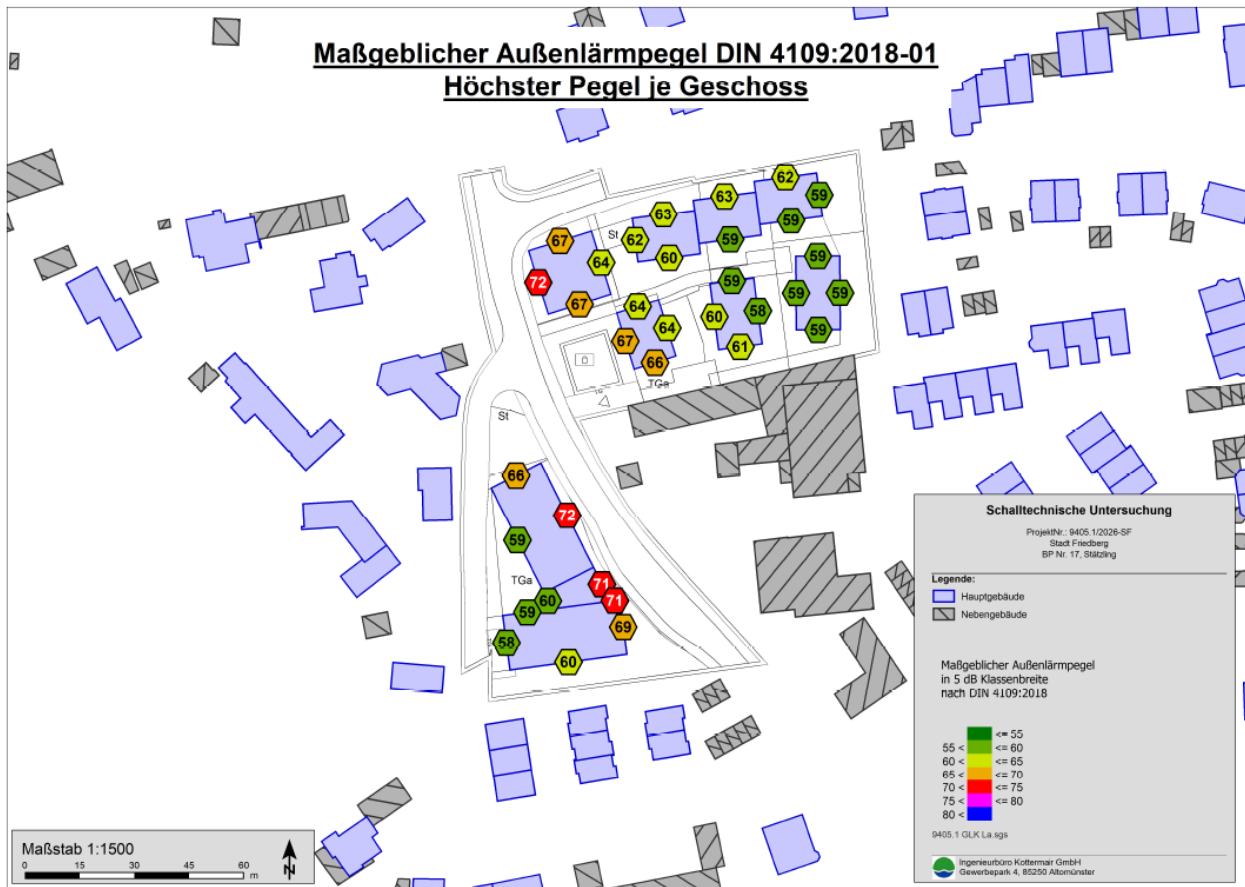 Maßgeblicher Außenlärmpegel DIN 4109:2018-01
Höchster Pegel je Geschoss
62
59
63
59
63
59
62
60
St
67
64
72
67
59
59
59
59
59
60
58
61
64
64
67
66
TGa
St
66
72
59
TGa
71
60
71
59
69
58
60
Schalltechnische Untersuchung
ProjektNr.: 9405.1/2026-SF
Stadt Friedberg
BP Nr. 17, Stätzling
Legende:
Hauptgebäude
Nebengebäude
Maßgeblicher Außenlärmpegel
in 5 dB Klassenbreite
nach DIN 4109:2018
<= 55
55 < <= 60
60 < <= 65
65 < <= 70
70 < <= 75
75 < <= 80
80 <
9405.1 GLK La.sgs
Ingenieurbüro Kottermair GmbH
Gewerbepark 4, 85250 Altomünster
Maßstab 1:1500
0 15 30 45 60
m
N